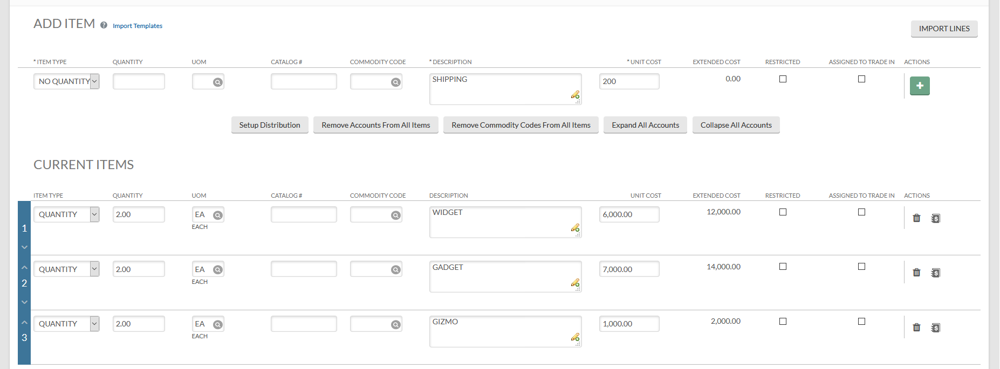 ADD ITEM ? Import Templates
IMPORT LINES
* ITEM TYPE QUANTITY UOM CATALOG # COMMODITY CODE * DESCRIPTION * UNIT COST EXTENDED COST RESTRICTED ASSIGNED TO TRADE IN ACTIONS
NO QUANTITY SHIPPING 200 0.00
Setup Distribution Remove Accounts From All Items Remove Commodity Codes From All Items Expand All Accounts Collapse All Accounts
CURRENT ITEMS
ITEM TYPE QUANTITY UOM CATALOG # COMMODITY CODE DESCRIPTION UNIT COST EXTENDED COST RESTRICTED ASSIGNED TO TRADE IN ACTIONS
1 QUANTITY 2.00 EA WIDGET 6,000.00 12,000.00
EACH
2 QUANTITY 2.00 EA GADGET 7,000.00 14,000.00
EACH
3 QUANTITY 2.00 EA GIZMO 1,000.00 2,000.00
EACH